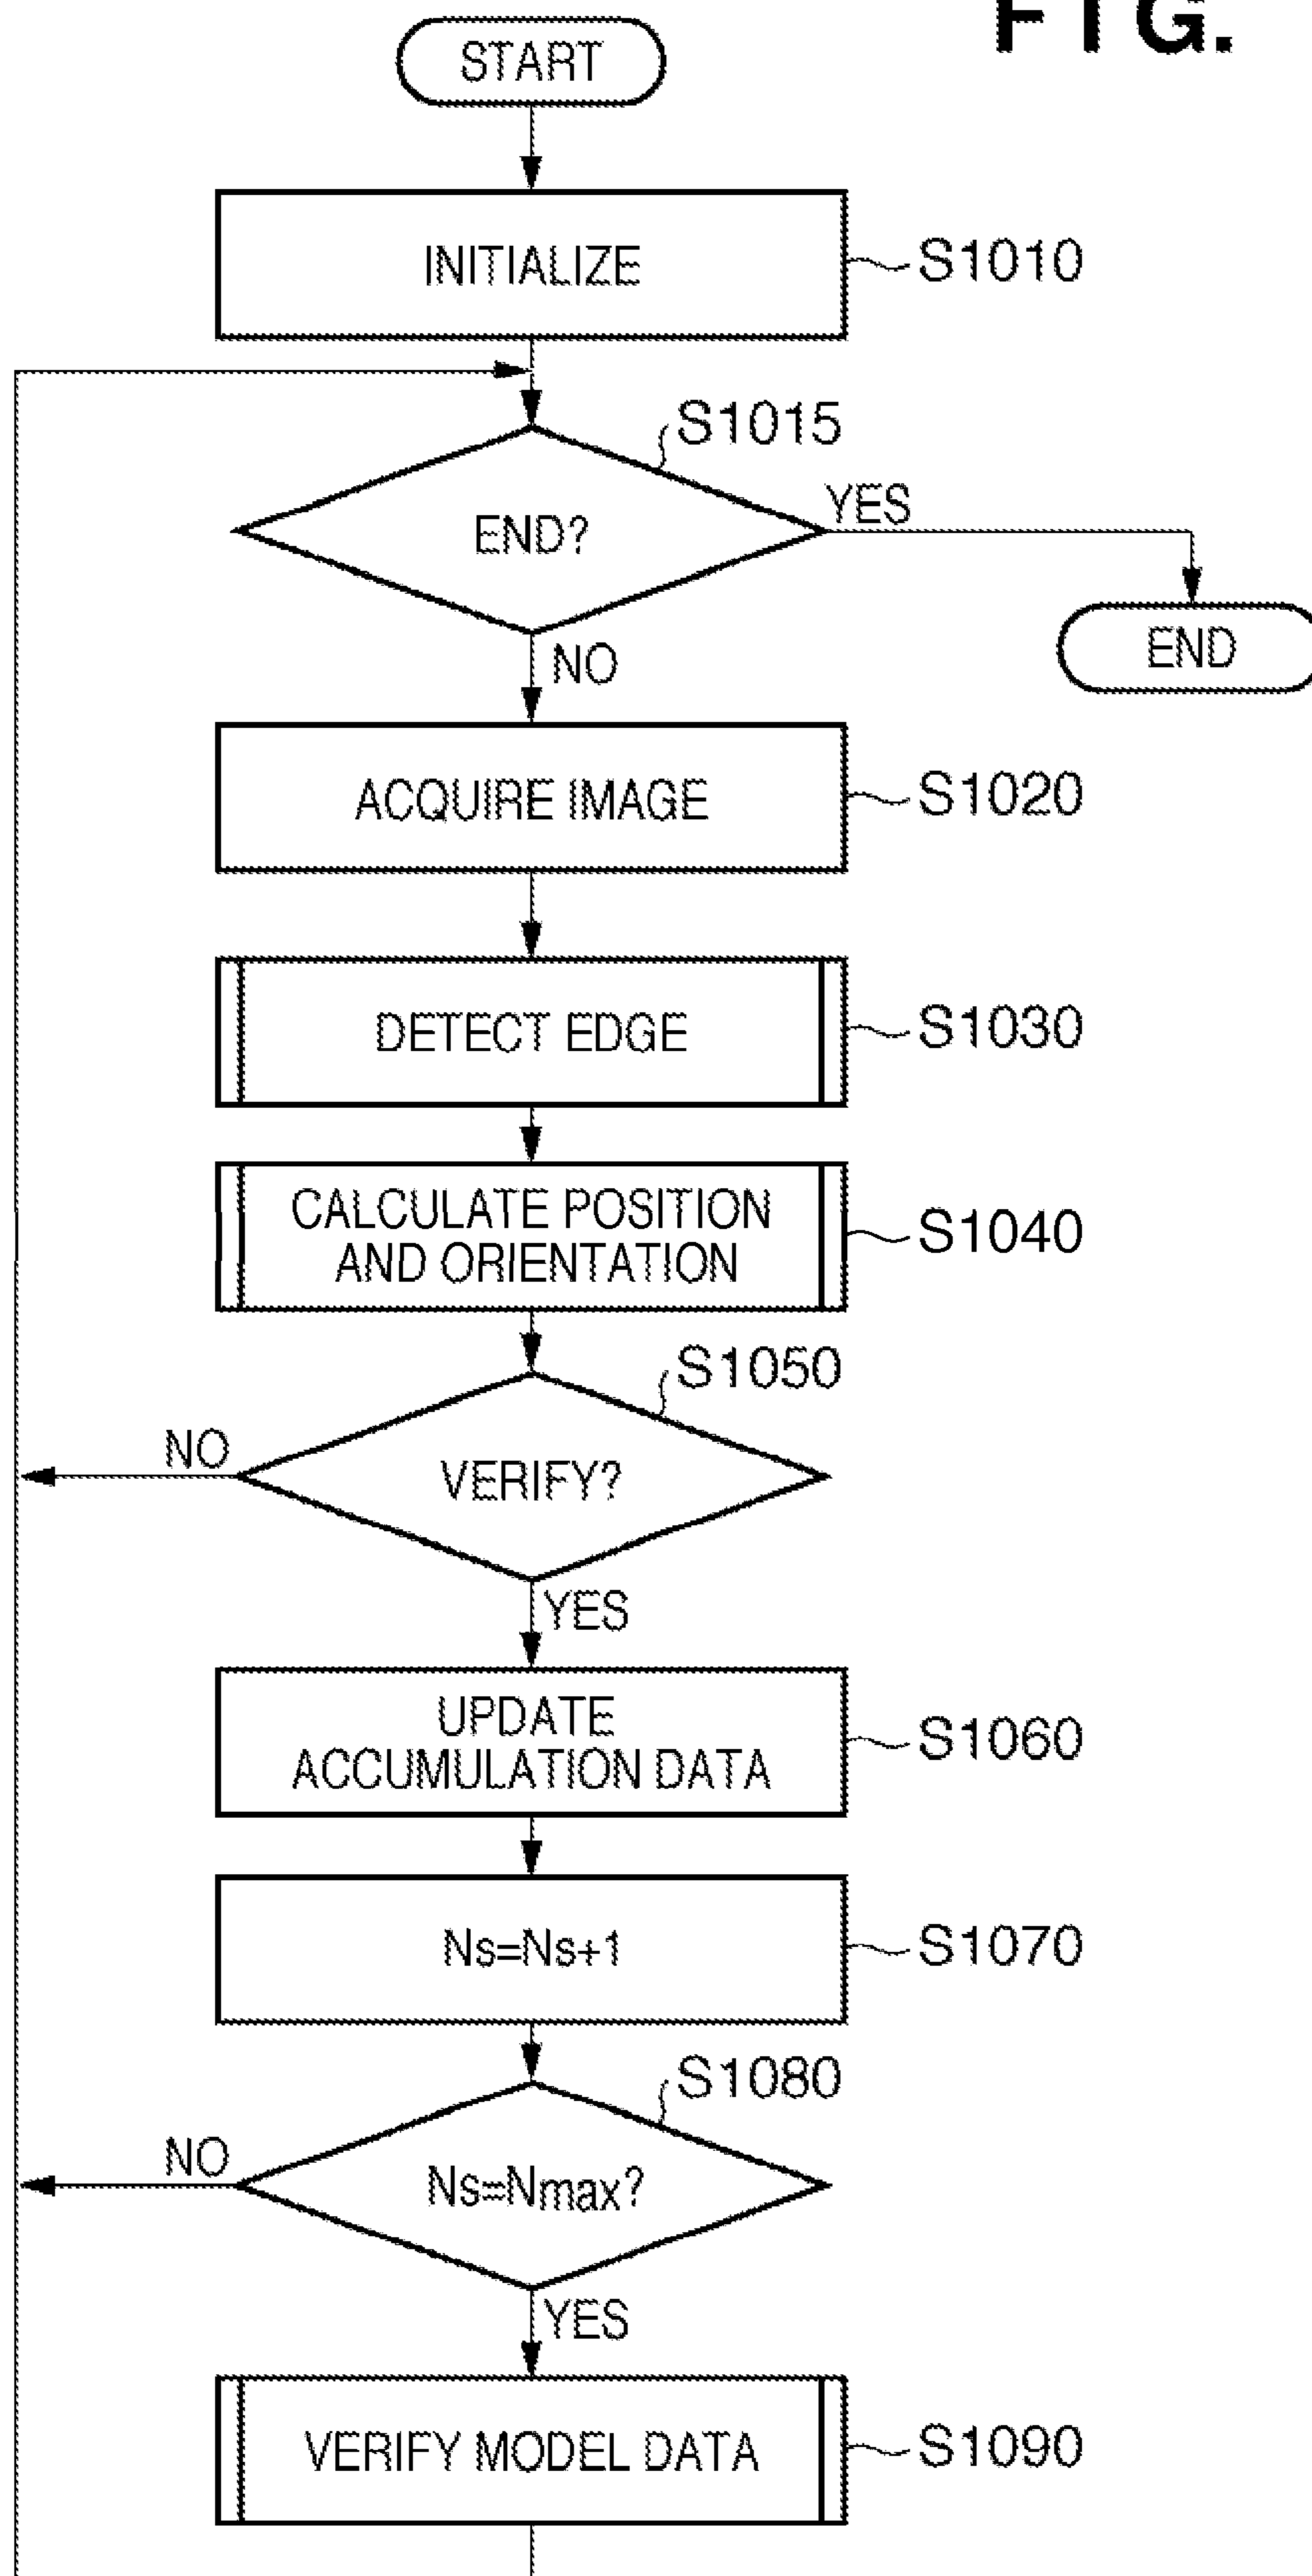 FIG.
START
INITIALIZE
S1010
S1015
END?
YES
NO
END
ACQUIRE IMAGE
S1020
DETECT EDGE
S1030
CALCULATE POSITION
AND ORIENTATION
S1040
S1050
VERIFY?
NO
YES
UPDATE
ACCUMULATION DATA
S1060
Ns=Ns+1
S1070
S1080
Ns=Nmax?
NO
YES
VERIFY MODEL DATA
S1090